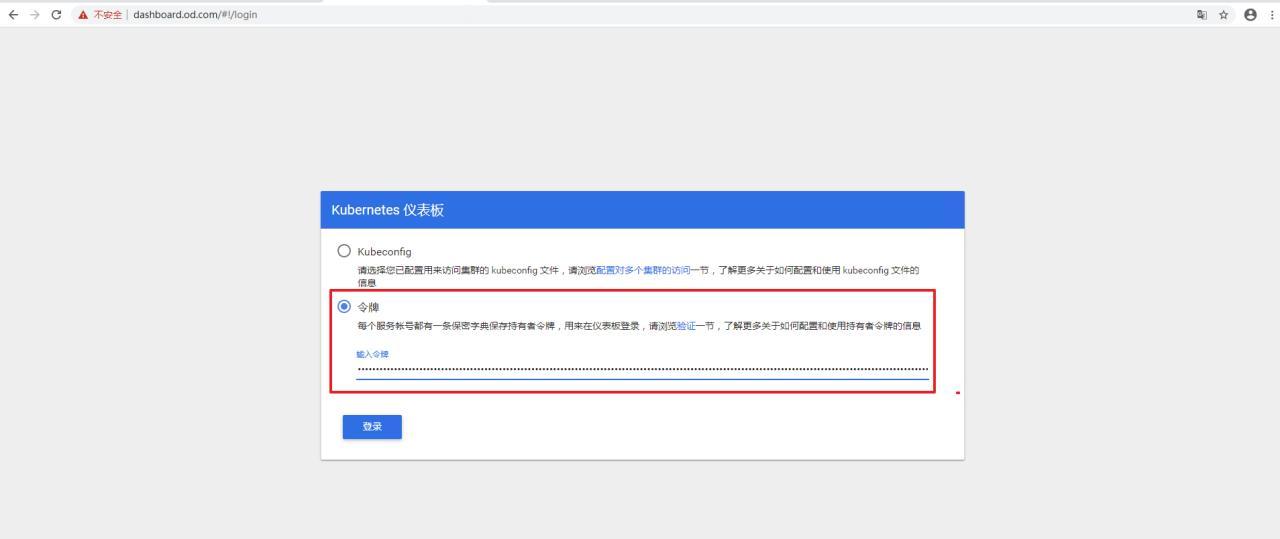 不安全 | dashboard.od.com/#!/login
Kubernetes 仪表板
Kubeconfig
请选择您已配置用来访问集群的 kubeconfig 文件，请浏览配置对多个集群的访问一节，了解更多关于如何配置和使用 kubeconfig 文件的
信息
令牌
每个服务帐号都有一条保密字典保存持有者令牌，用来在仪表板登录，请浏览验证一节，了解更多关于如何配置和使用持有者令牌的信息
输入令牌
登录